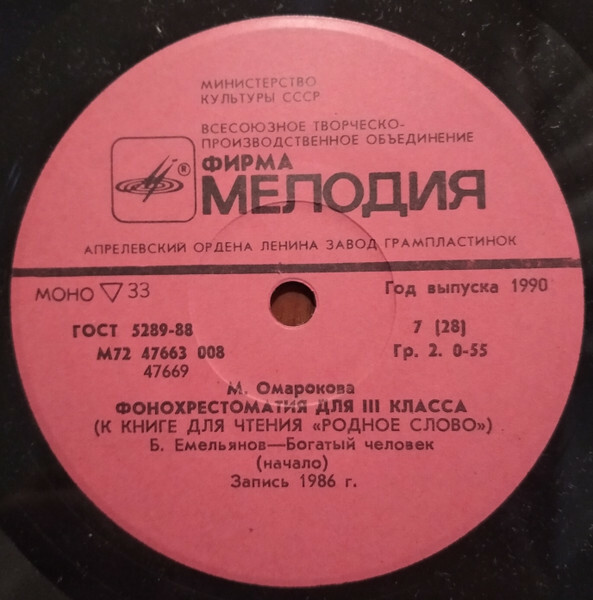 МИНИСТЕРСТВО
КУЛЬТУРЫ СССР
ВСЕСОЮЗНОЕ ТВОРЧЕСКО-
ПРОИЗВОДСТВЕННОЕ ОБЪЕДИНЕНИЕ
®
ФИРМА
МЕЛОДИЯ
АПРЕЛЕВСКИЙ ОРДЕНА ЛЕНИНА ЗАВОД ГРАМПЛАСТИНОК
МОНО ▽ 33
Год выпуска 1990
ГОСТ 5289-88
7 (28)
М72 47663 008
Гр. 2. 0-55
47669
М. Омарокова
ФОНОХРЕСТОМАТИЯ ДЛЯ III КЛАССА
(К КНИГЕ ДЛЯ ЧТЕНИЯ «РОДНОЕ СЛОВО»)
Б. Емельянов—Богатый человек
(начало)
Запись 1986 г.